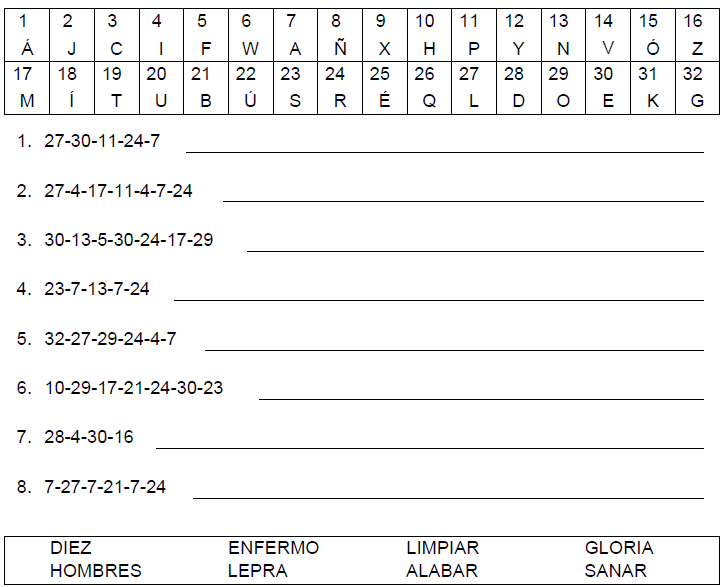 1 2 3 4 5 6 7 8 9 10 11 12 13 14 15 16
Á J C I F W A Ñ X H P Y N V Ó Z
17 18 19 20 21 22 23 24 25 26 27 28 29 30 31 32
M Í T U B Ú S R É Q L D O E K G
1. 27-30-11-24-7
2. 27-4-17-11-4-7-24
3. 30-13-5-30-24-17-29
4. 23-7-13-7-24
5. 32-27-29-24-4-7
6. 10-29-17-21-24-30-23
7. 28-4-30-16
8. 7-27-7-21-7-24
DIEZ ENFERMO LIMPIAR GLORIA
HOMBRES LEPRA ALABAR SANAR